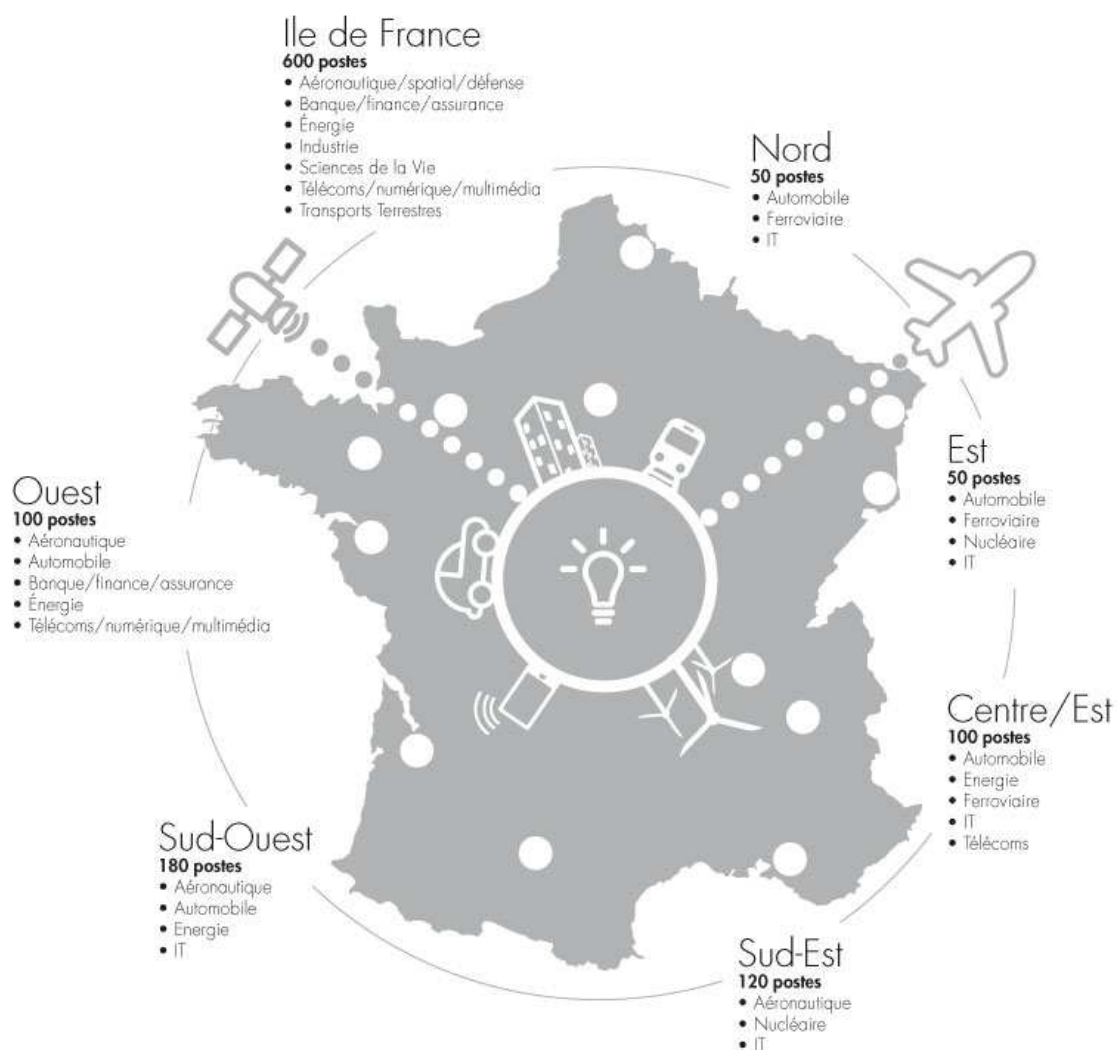 Ile de France
600 postes
• Aéronautique/spatial/défense
• Banque/finance/assurance
• Énergie
• Industrie
• Sciences de la Vie
• Télécoms/numérique/multimédia
• Transports Terrestres
Nord
50 postes
• Automobile
• Ferroviaire
• IT
Est
50 postes
• Automobile
• Ferroviaire
• Nucléaire
• IT
Ouest
100 postes
• Aéronautique
• Automobile
• Banque/finance/assurance
• Énergie
• Télécoms/numérique/multimédia
Centre/Est
100 postes
• Automobile
• Energie
• Ferroviaire
• IT
• Télécoms
Sud-Ouest
180 postes
• Aéronautique
• Automobile
• Energie
• IT
Sud-Est
120 postes
• Aéronautique
• Nucléaire
• IT